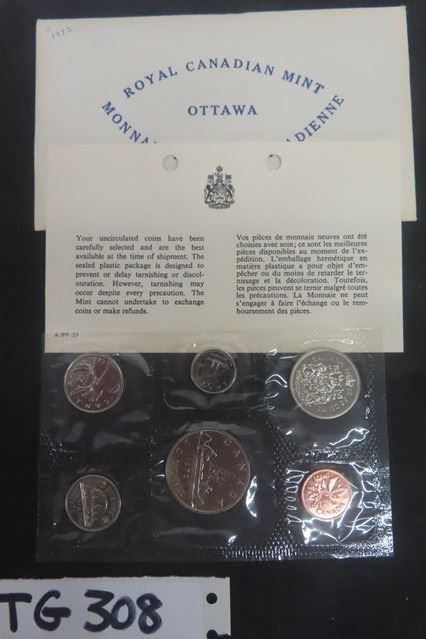 1972
ROYAL CANADIAN MINT
OTTAWA
Your uncirculated coins have been
carefully selected and are the best
available at the time of shipment. The
sealed plastic package is designed to
prevent or delay tarnishing or discol-
ouration. However, tarnishing may
occur despite every precaution. The
Mint cannot undertake to exchange
coins or make refunds.
Vos pièces de monnaie neuves ont été
choisies avec soin; ce sont les meilleures
pièces disponibles au moment de l'ex-
pédition. L'emballage hermétique en
matière plastique a pour objet d'em-
pêcher ou du moins de retarder le ter-
nissage et la décoloration. Toutefois,
les pièces peuvent se ternir malgré toutes
les précautions. La Monnaie ne peut
s'engager à faire l'échange ou le rem-
boursement des pièces.
A/PP-23
CANADA
CANADA
CANADA
TG 308